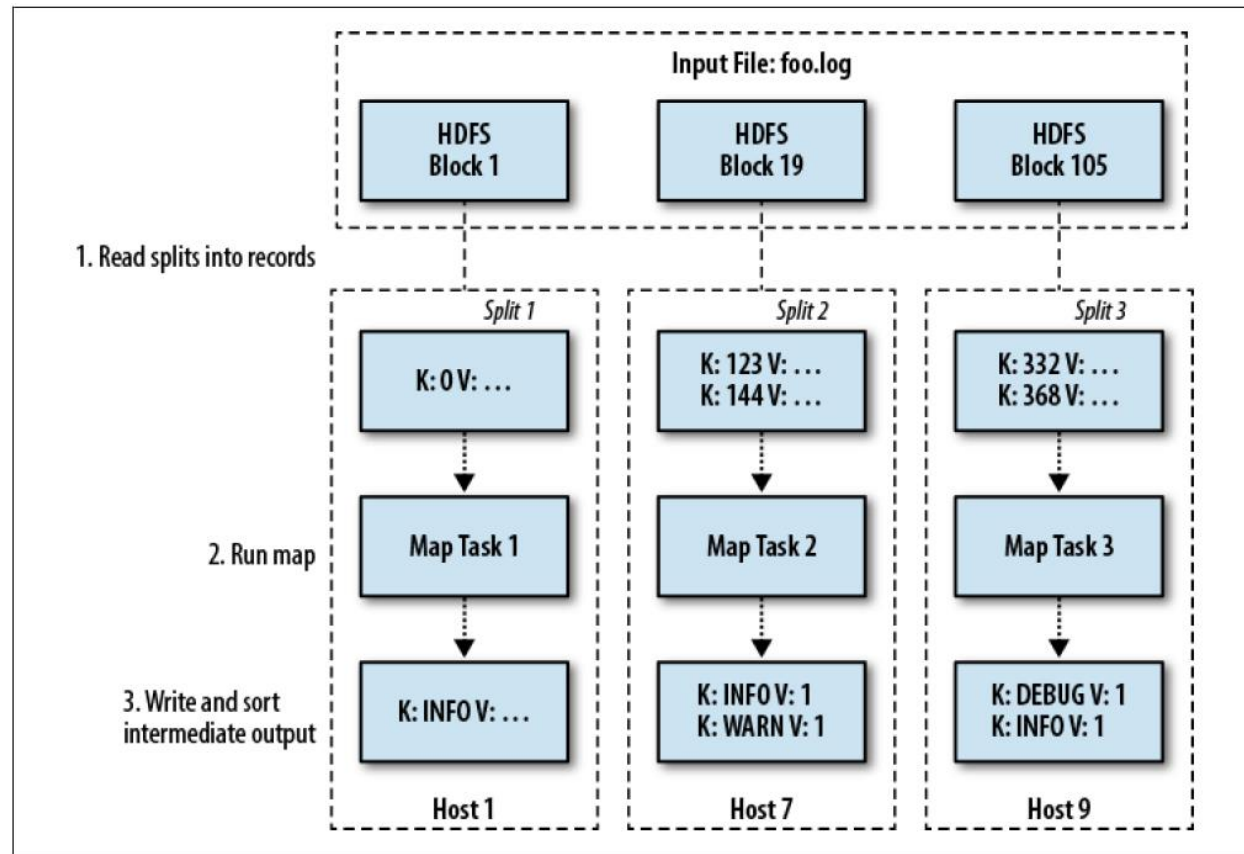 Input File: foo.log
HDFS
Block 1
HDFS
Block 19
HDFS
Block 105
1. Read splits into records
Split 1
Split 2
Split 3
K: 0 V: …
K: 123 V: …
K: 144 V: …
K: 332 V: …
K: 368 V: …
2. Run map
Map Task 1
Map Task 2
Map Task 3
3. Write and sort
intermediate output
K: INFO V: …
K: INFO V: 1
K: WARN V: 1
K: DEBUG V: 1
K: INFO V: 1
Host 1
Host 7
Host 9